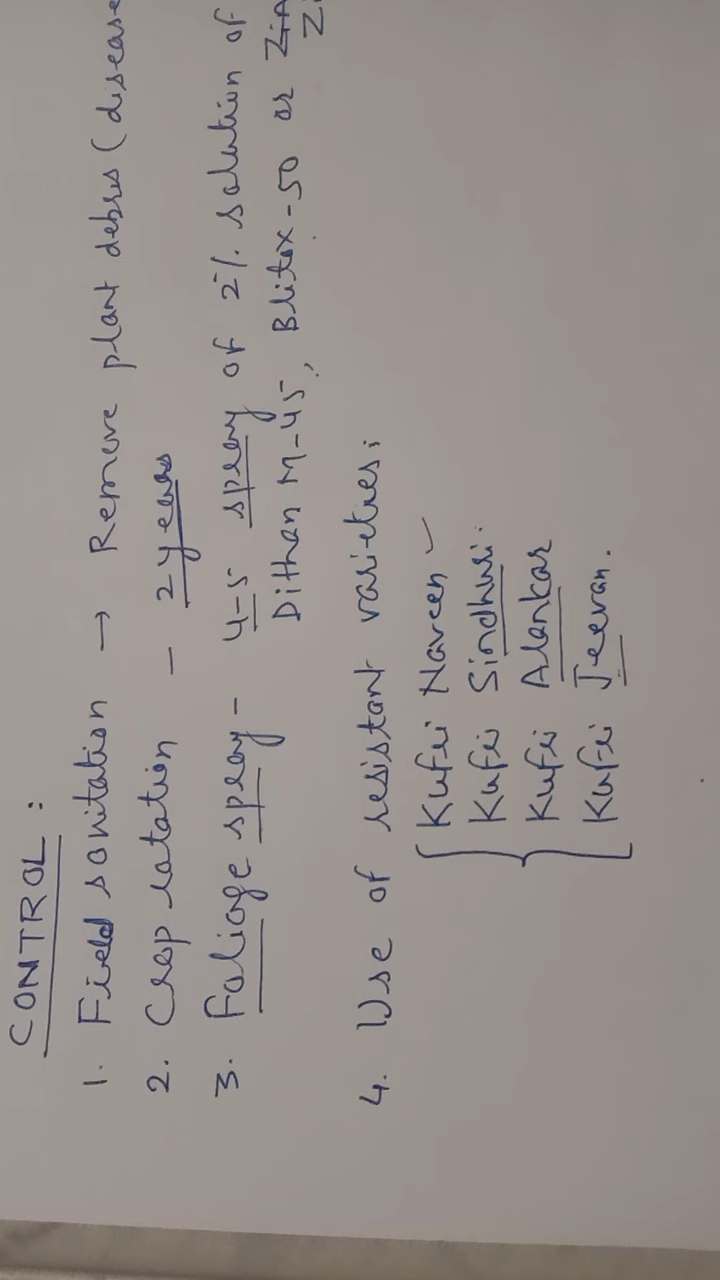 CONTROL :
1. Field sanitation → Remove plant debris (disease
2. Crop rotation - 2 years
3. Foliage spray - 4-5 spray of 2% solution of
Dithan M-45, Blitox-50 or
4. Use of resistant varieties:
Kufri Naveen
Kufri Sindhuri.
Kufri Alankar
Kufri Jeevan.